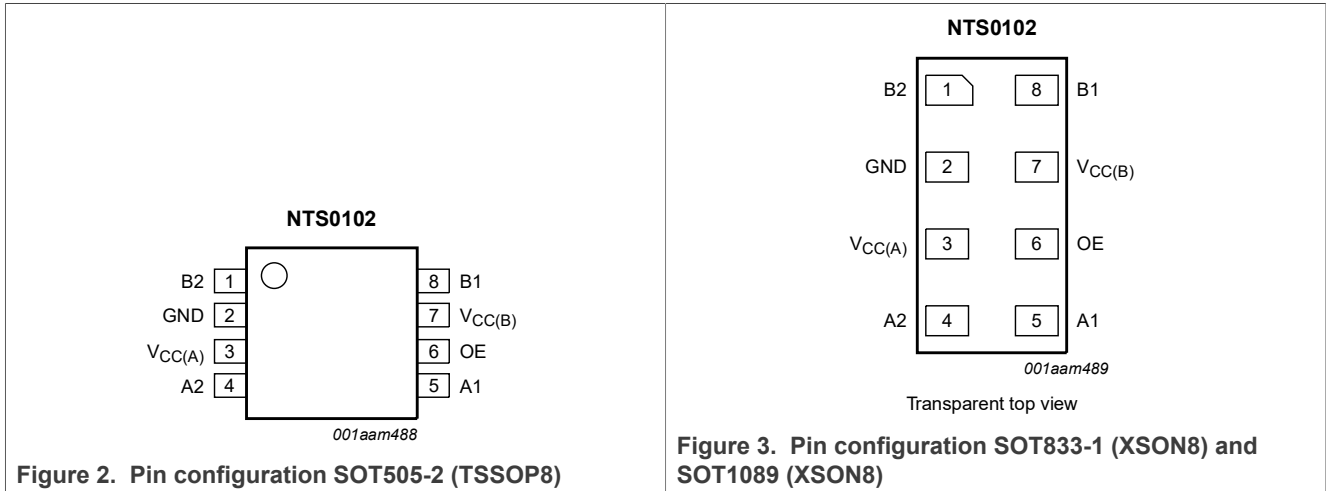 NTS0102
B2 1 8 B1
GND 2 7 VCC(B)
VCC(A) 3 6 OE
A2 4 5 A1
001aam488
Figure 2. Pin configuration SOT505-2 (TSSOP8)
NTS0102
B2 1 8 B1
GND 2 7 VCC(B)
VCC(A) 3 6 OE
A2 4 5 A1
001aam489
Transparent top view
Figure 3. Pin configuration SOT833-1 (XSON8) and
SOT1089 (XSON8)